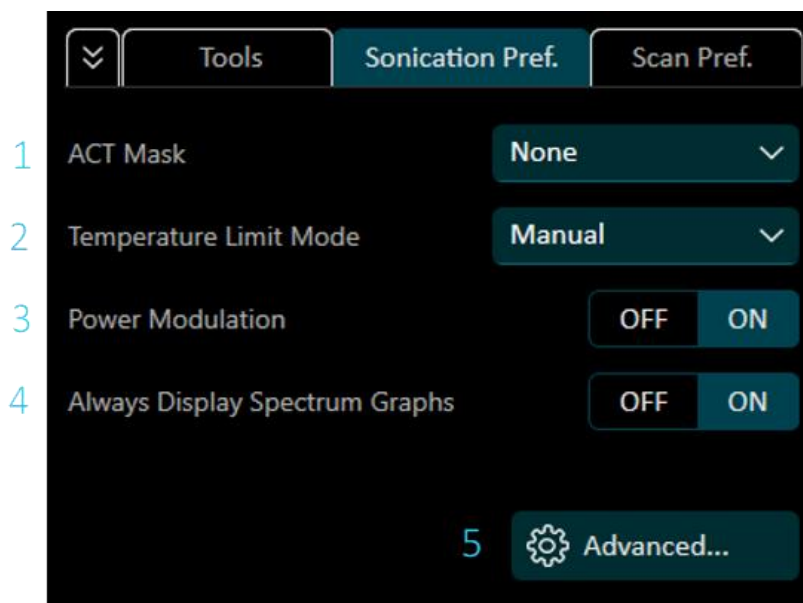 Tools Sonication Pref. Scan Pref.
1 ACT Mask None
2 Temperature Limit Mode Manual
3 Power Modulation OFF ON
4 Always Display Spectrum Graphs OFF ON
5 Advanced...